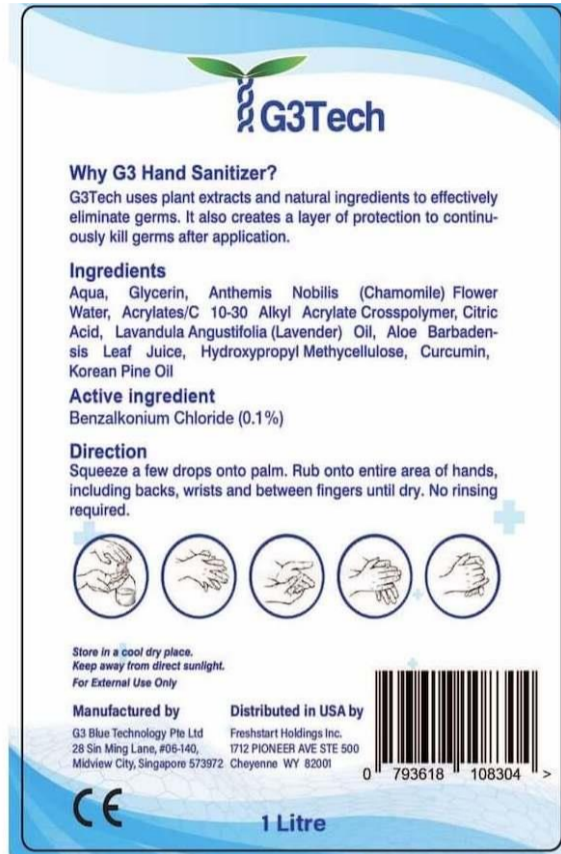 G3Tech
Why G3 Hand Sanitizer?
G3Tech uses plant extracts and natural ingredients to effectively
eliminate germs. It also creates a layer of protection to continu-
ously kill germs after application.
Ingredients
Aqua, Glycerin, Anthemis Nobilis (Chamomile) Flower
Water, Acrylates/C 10-30 Alkyl Acrylate Crosspolymer, Citric
Acid, Lavandula Angustifolia (Lavender) Oil, Aloe Barbaden-
sis Leaf Juice, Hydroxypropyl Methycellulose, Curcumin,
Korean Pine Oil
Active ingredient
Benzalkonium Chloride (0.1%)
Direction
Squeeze a few drops onto palm. Rub onto entire area of hands,
including backs, wrists and between fingers until dry. No rinsing
required.
Store in a cool dry place.
Keep away from direct sunlight.
For External Use Only
Manufactured by
G3 Blue Technology Pte Ltd
28 Sin Ming Lane, #06-140,
Midview City, Singapore 573972
Distributed in USA by
Freshstart Holdings Inc.
1712 PIONEER AVE STE 500
Cheyenne WY 82001
0 793618 108304 >
CE
1 Litre